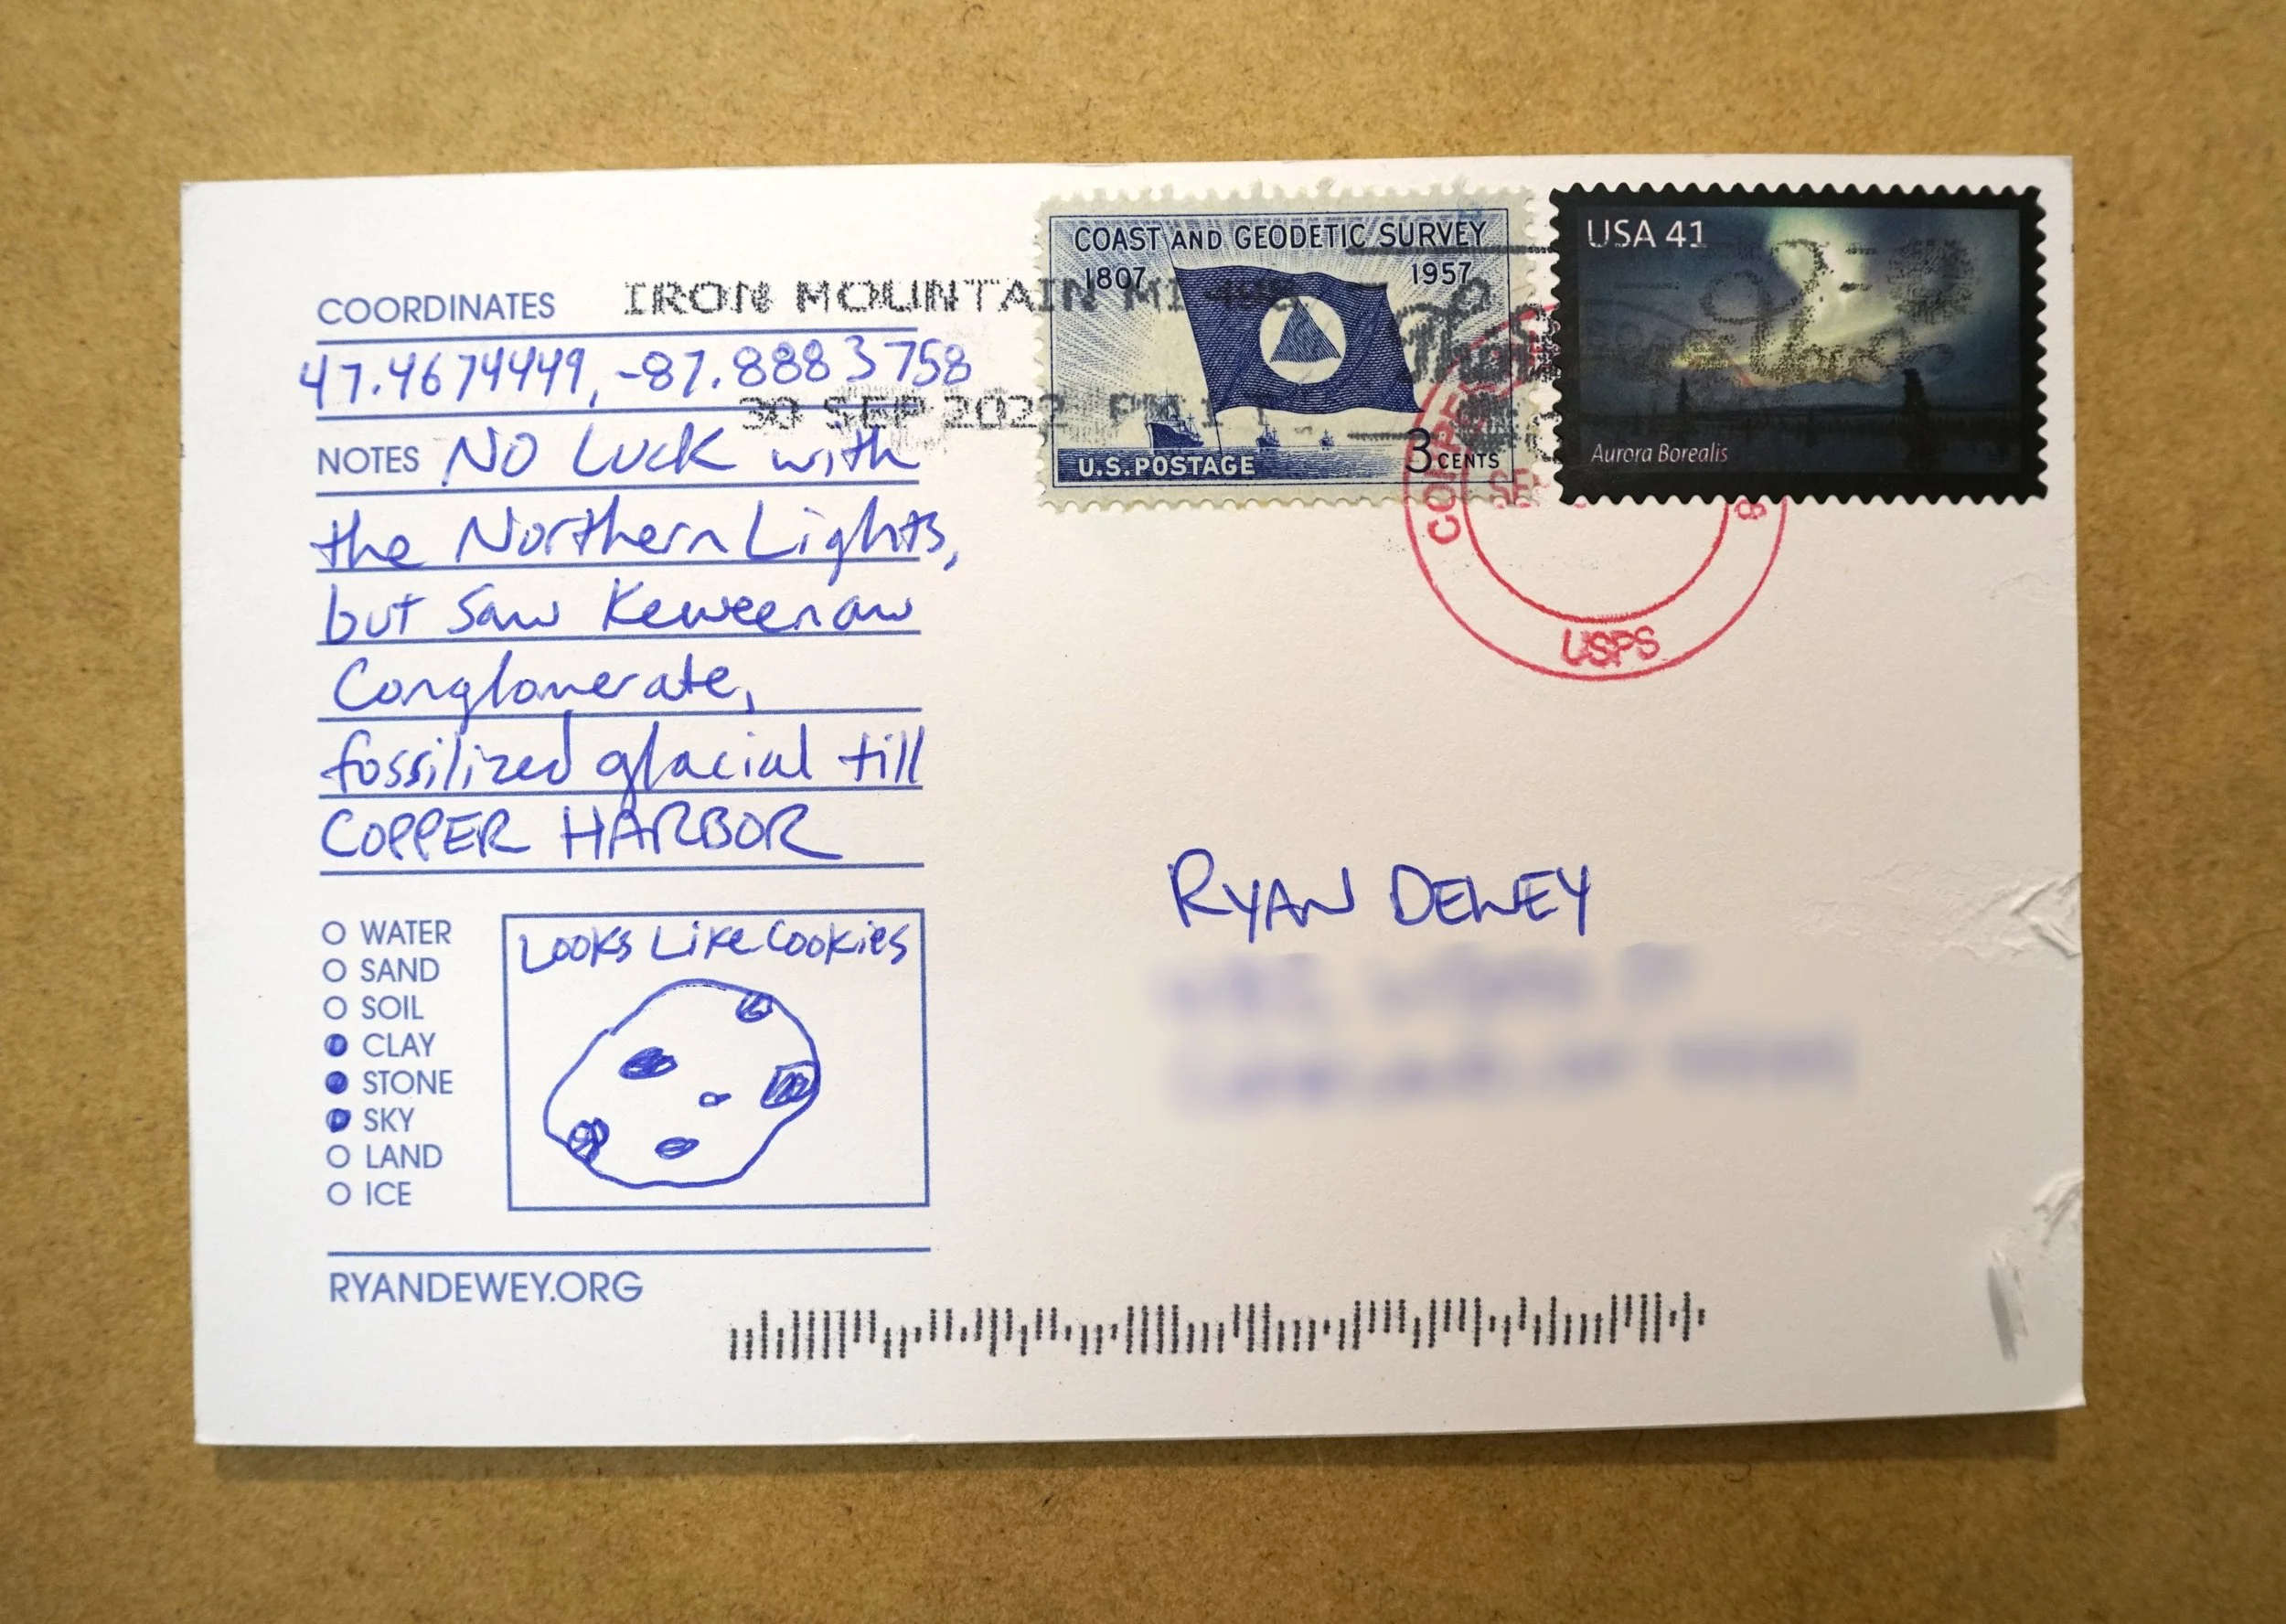 COORDINATES
47.4674449, -87.8883758
NOTES No Luck with
the Northern Lights,
but Saw Keweenaw
Conglomerate,
fossilized glacial till
COPPER HARBOR
WATER
SAND
SOIL
CLAY
STONE
SKY
LAND
ICE
Looks Like Cookies
RYANDEWEY.ORG
IRON MOUNTAIN MI
30 SEP 2022 PM
COAST AND GEODETIC SURVEY
1807 1957
U.S. POSTAGE 3 CENTS
USA 41
Aurora Borealis
USPS
RYAN DEWEY